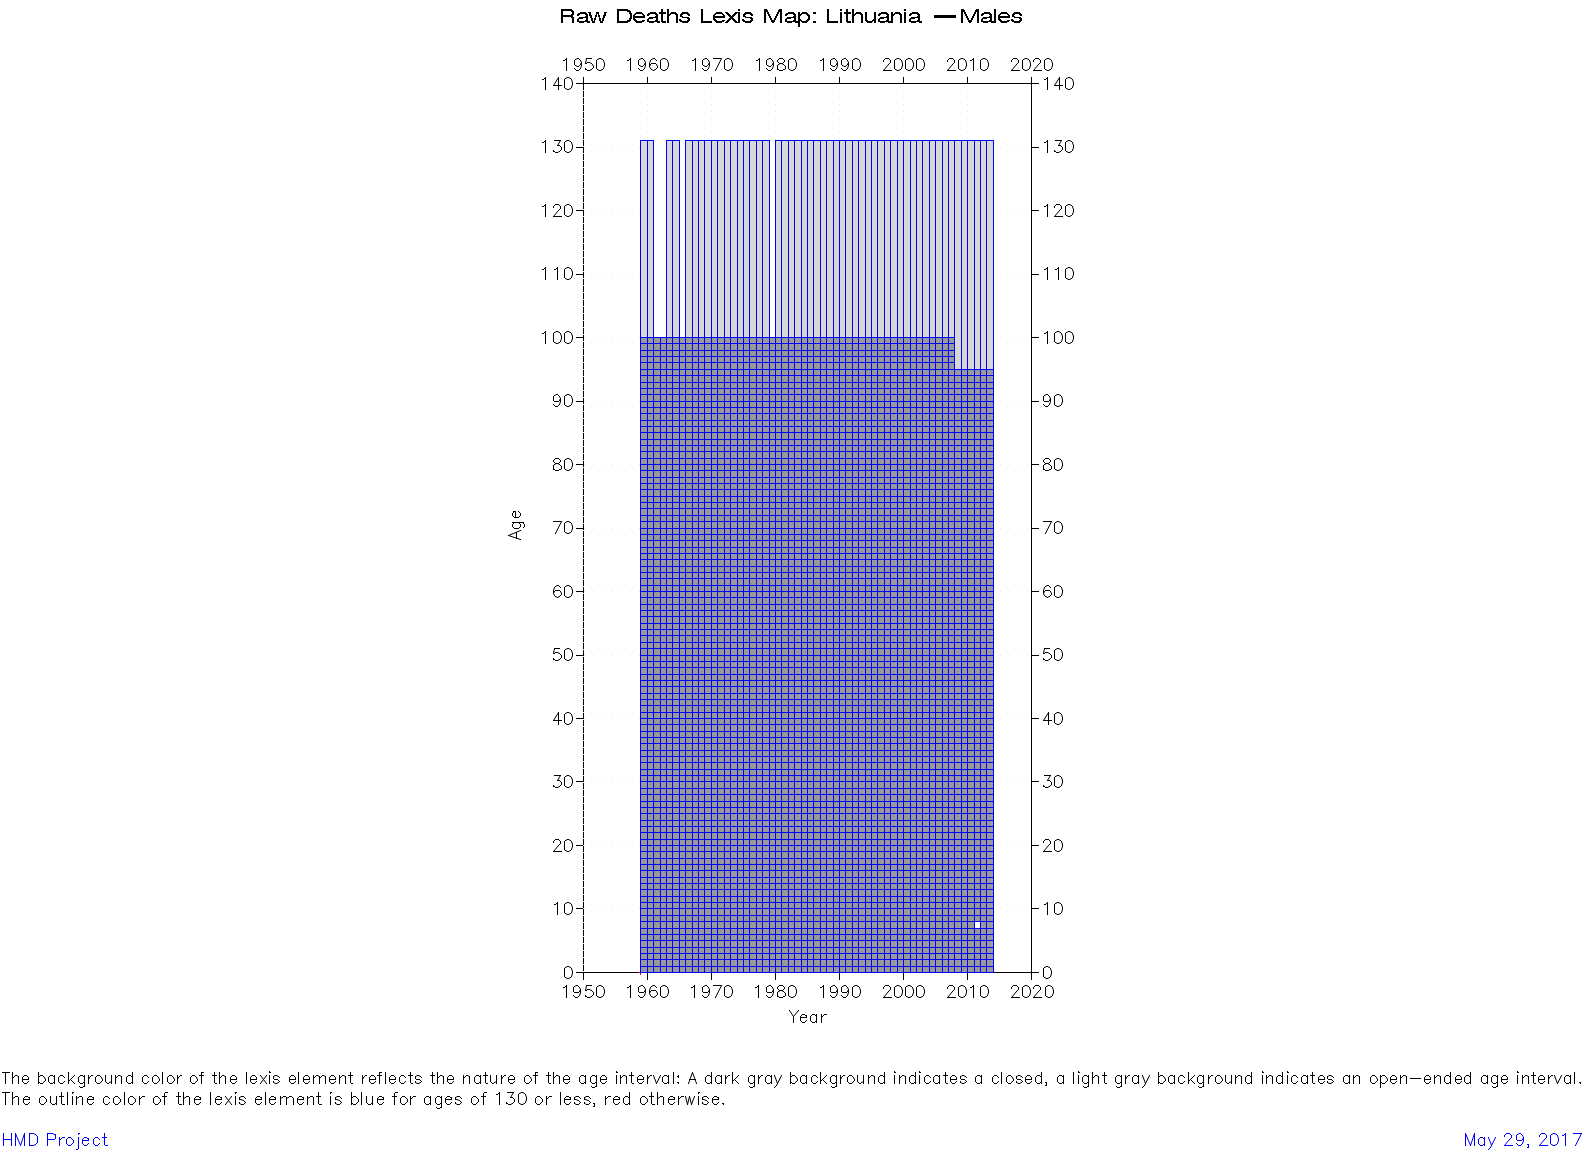 Raw Deaths Lexis Map: Lithuania — Males
1950 1960 1970 1980 1990 2000 2010 2020
140 140
130 130
120 120
110 110
100 100
90 90
80 80
70 70
Age
60 60
50 50
40 40
30 30
20 20
10 10
0 0
1950 1960 1970 1980 1990 2000 2010 2020
Year
The background color of the lexis element reflects the nature of the age interval: A dark gray background indicates a closed, a light gray background indicates an open—ended age interval.
The outline color of the lexis element is blue for ages of 130 or less, red otherwise.
HMD Project May 29, 2017